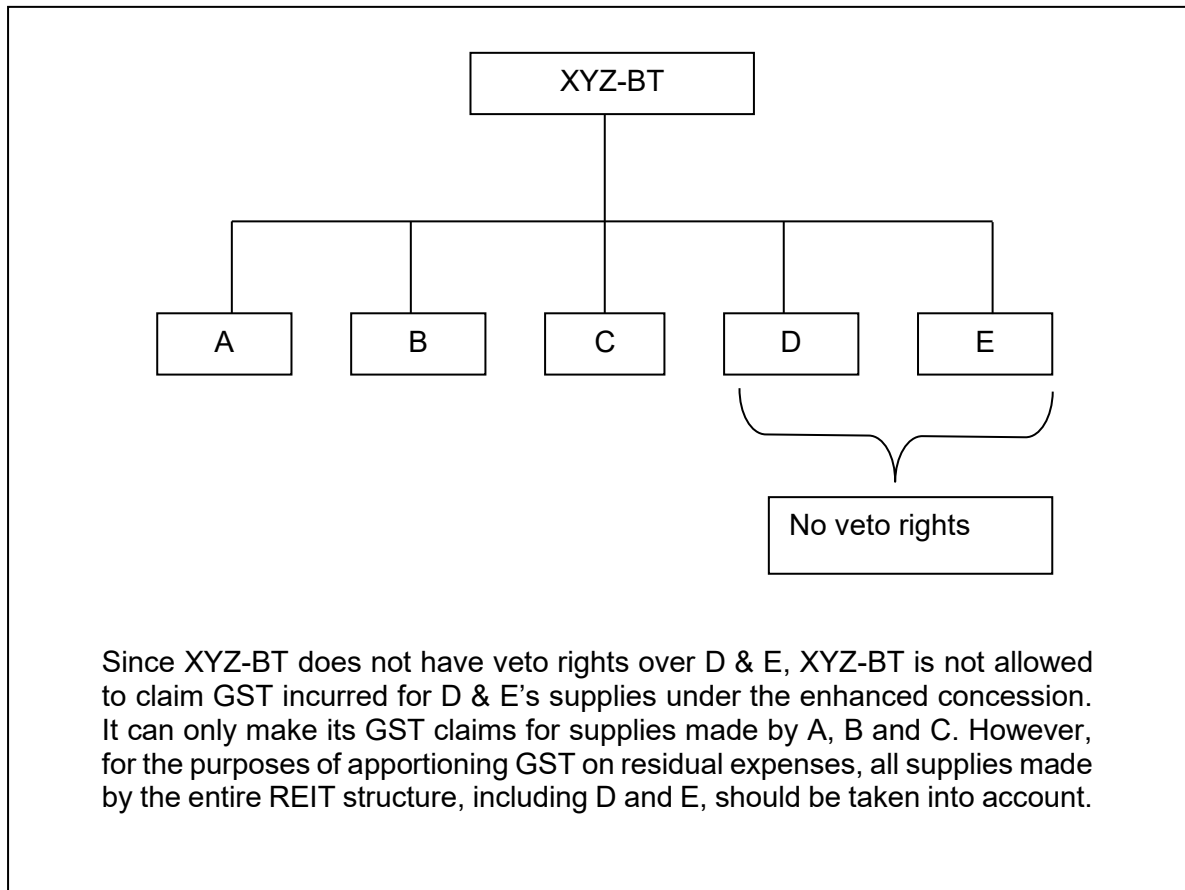 XYZ-BT
A
B
C
D
E
No veto rights
Since XYZ-BT does not have veto rights over D & E, XYZ-BT is not allowed
to claim GST incurred for D & E's supplies under the enhanced concession.
It can only make its GST claims for supplies made by A, B and C. However,
for the purposes of apportioning GST on residual expenses, all supplies made
by the entire REIT structure, including D and E, should be taken into account.